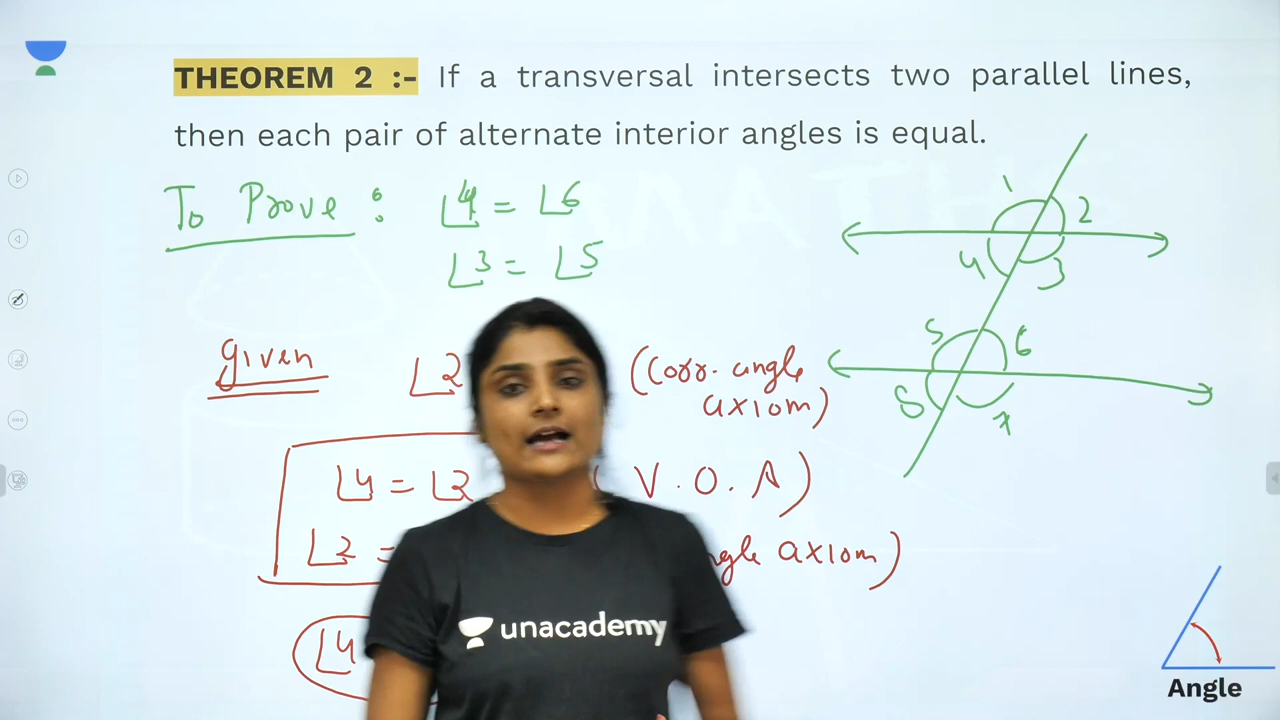 THEOREM 2 :- If a transversal intersects two parallel lines,
then each pair of alternate interior angles is equal.
To Prove : ∠4 = ∠6
∠3 = ∠5
1
2
4
3
5
6
8
7
Given ∠2 (Corr. angle
axiom)
∠4 = ∠2 (V.O.A)
∠2 = angle axiom)
∠4
unacademy
Angle